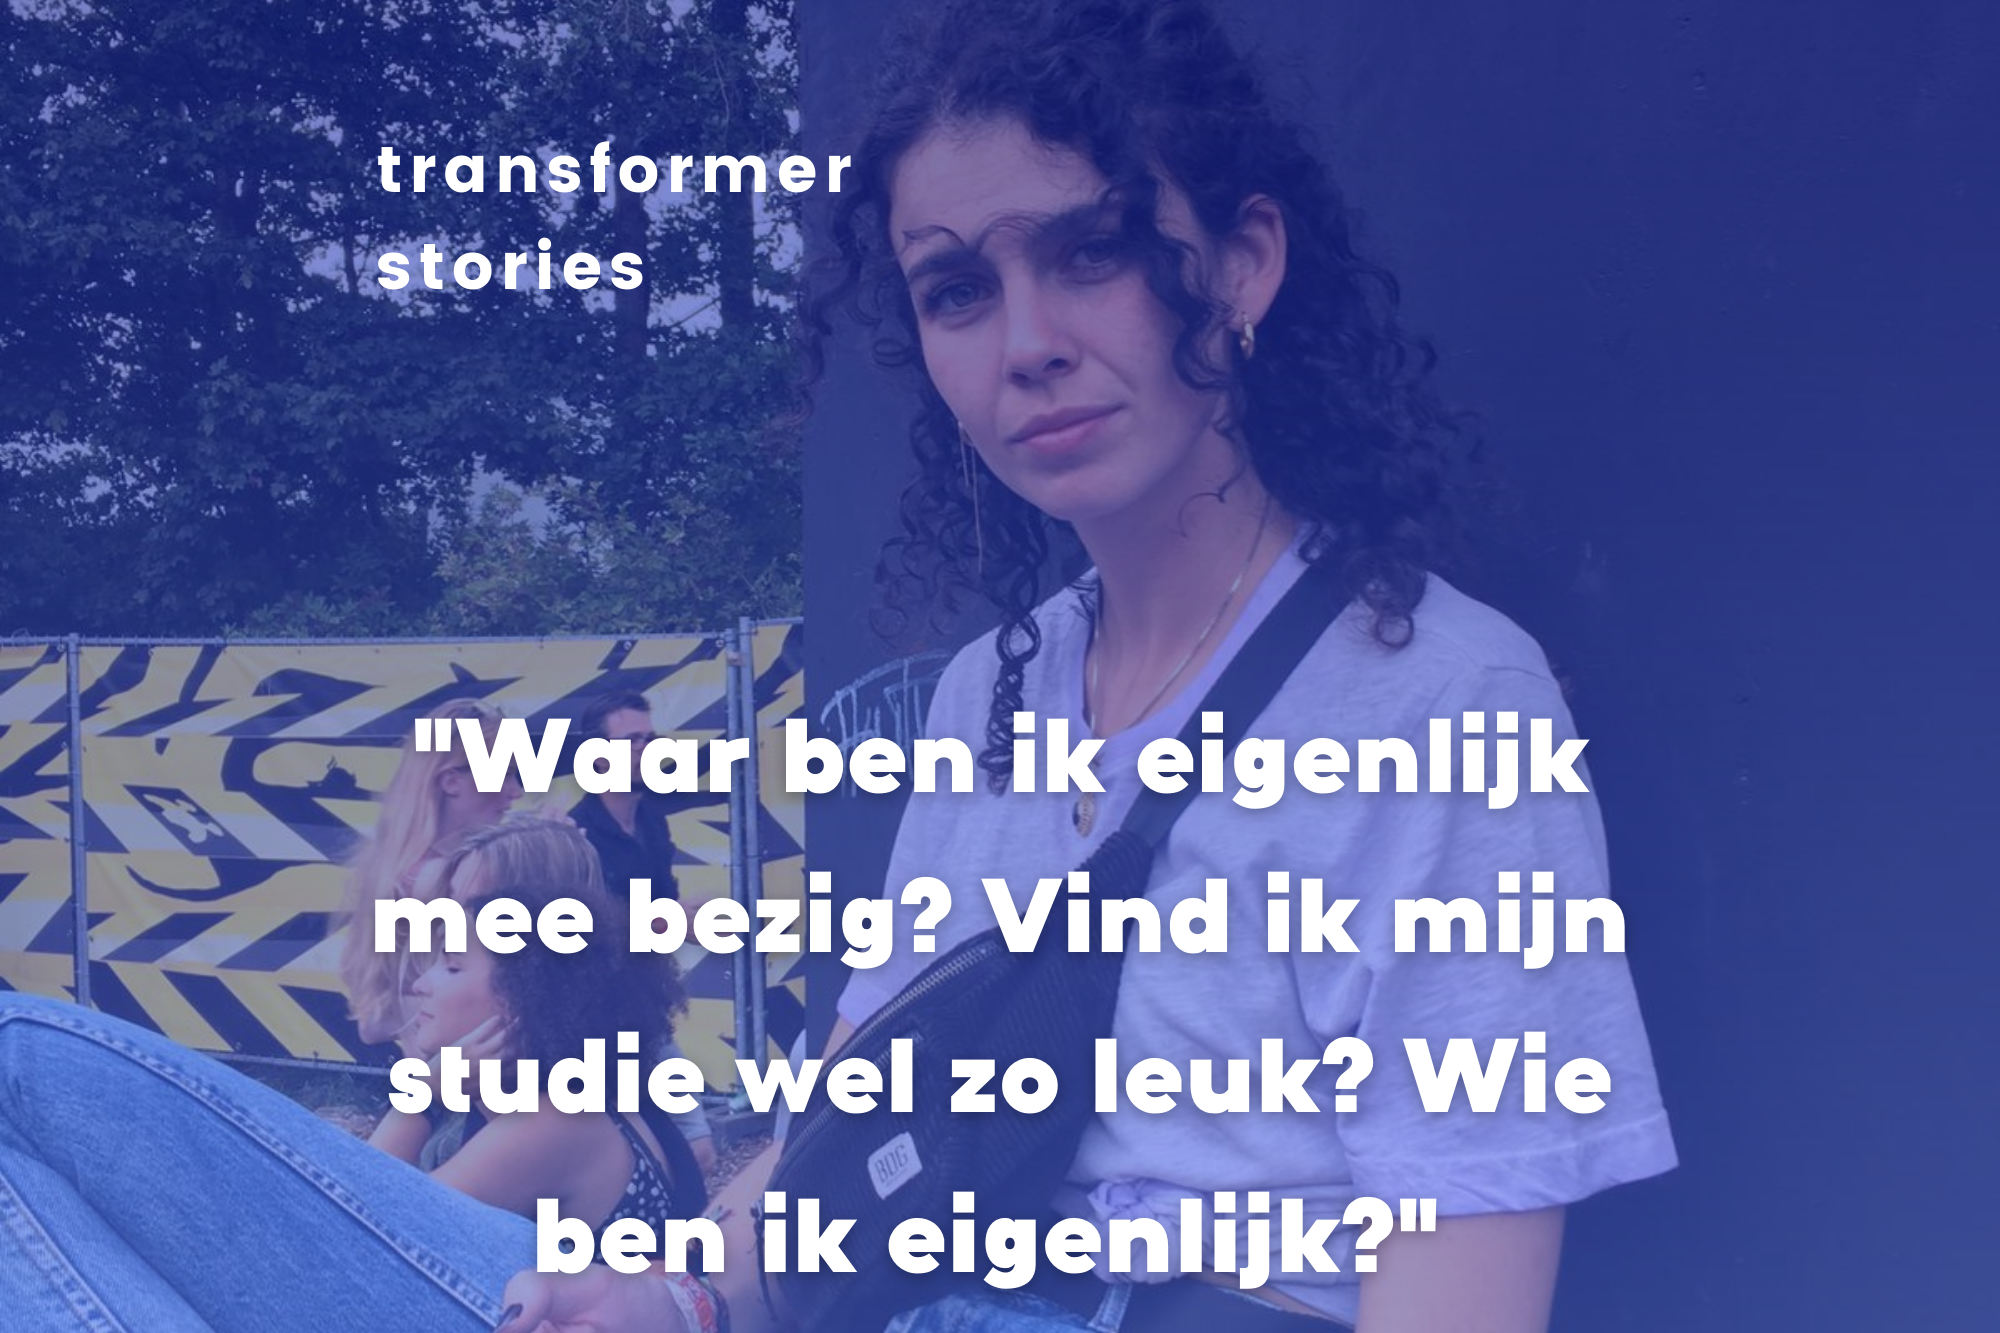 transformer
stories
"Waar ben ik eigenlijk
mee bezig? Vind ik mijn
studie wel zo leuk? Wie
ben ik eigenlijk?"
BDG